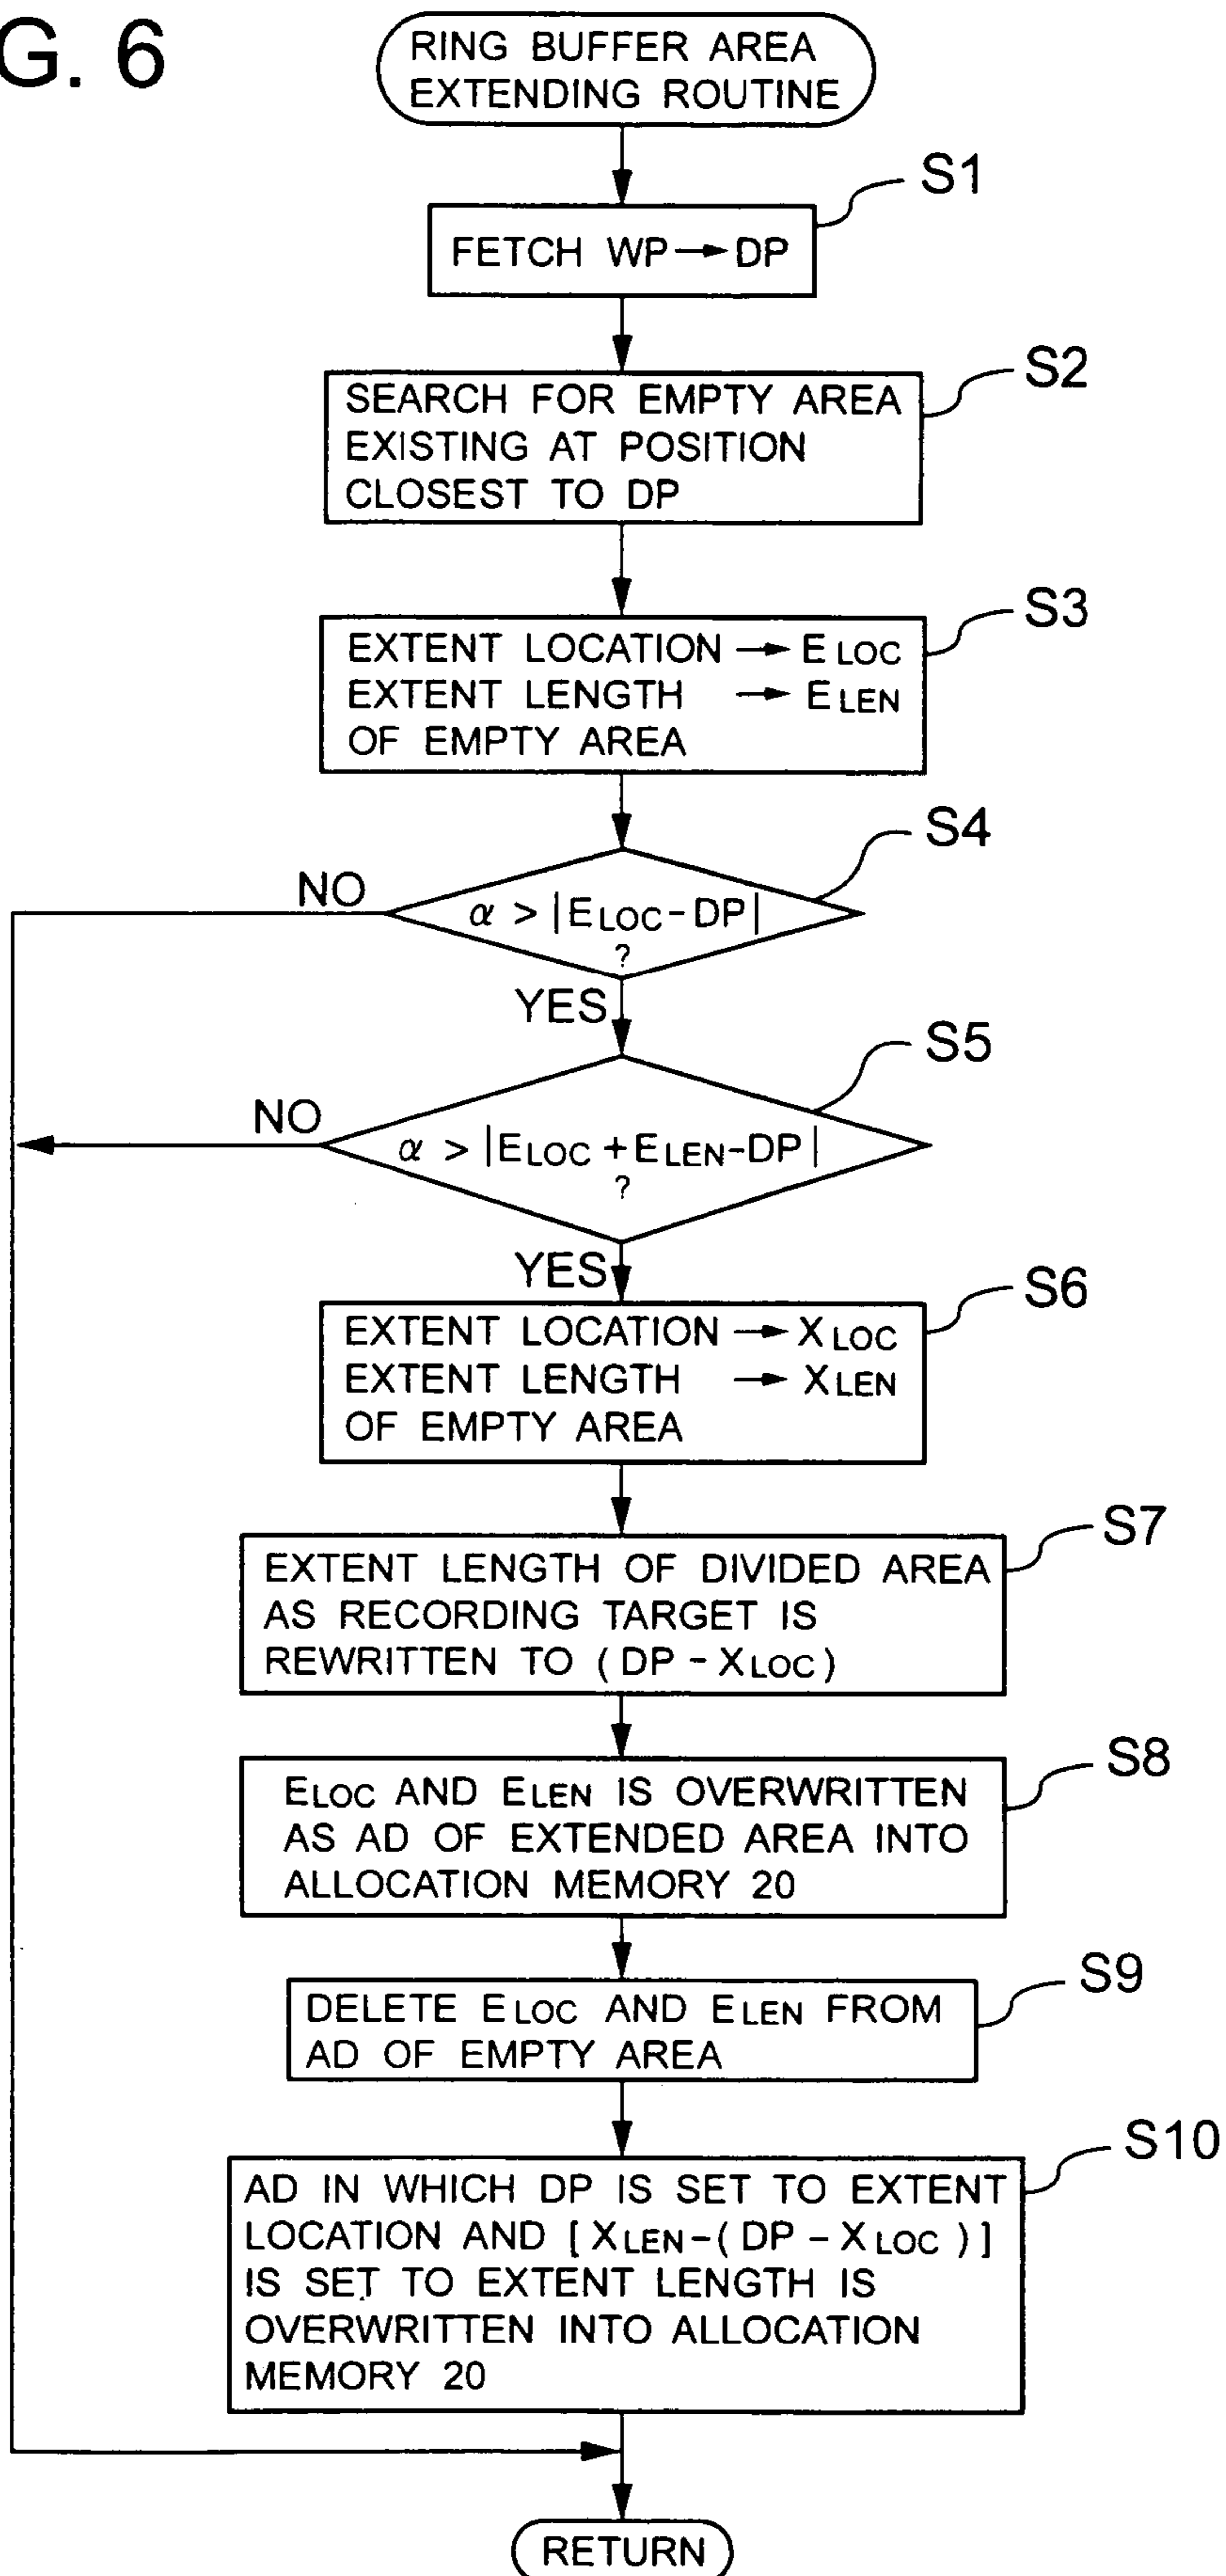 G. 6
RING BUFFER AREA
EXTENDING ROUTINE
S1
FETCH WP→DP
S2
SEARCH FOR EMPTY AREA
EXISTING AT POSITION
CLOSEST TO DP
S3
EXTENT LOCATION → ELOC
EXTENT LENGTH → ELEN
OF EMPTY AREA
S4
NO
α > |ELOC - DP|
?
YES
S5
NO
α > |ELOC + ELEN - DP|
?
YES
S6
EXTENT LOCATION → XLOC
EXTENT LENGTH → XLEN
OF EMPTY AREA
S7
EXTENT LENGTH OF DIVIDED AREA
AS RECORDING TARGET IS
REWRITTEN TO (DP - XLOC)
S8
ELOC AND ELEN IS OVERWRITTEN
AS AD OF EXTENDED AREA INTO
ALLOCATION MEMORY 20
S9
DELETE ELOC AND ELEN FROM
AD OF EMPTY AREA
S10
AD IN WHICH DP IS SET TO EXTENT
LOCATION AND [XLEN-(DP - XLOC)]
IS SET TO EXTENT LENGTH IS
OVERWRITTEN INTO ALLOCATION
MEMORY 20
RETURN